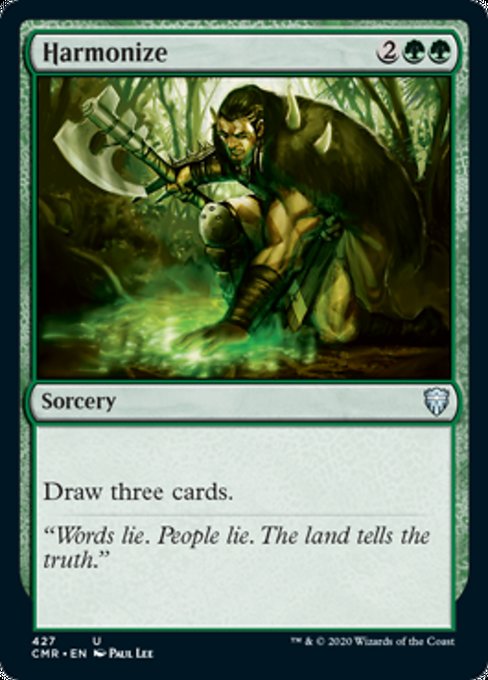 Harmonize 2
Sorcery
Draw three cards.
“Words lie. People lie. The land tells the
truth.”
427 U ™ & © 2020 Wizards of the Coast
CMR • EN Paul Lee